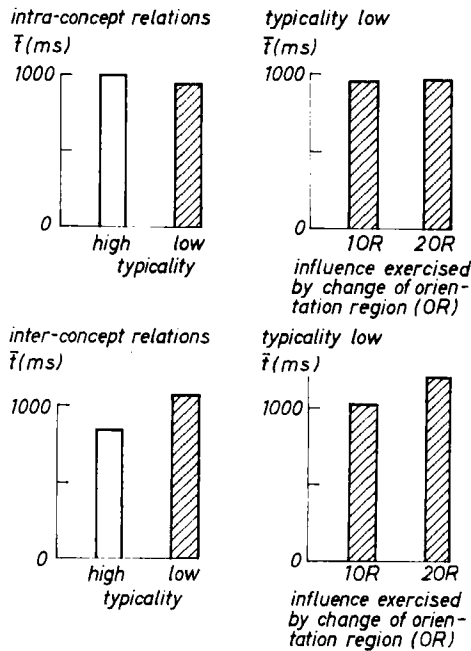 intra-concept relations
t̄(ms)
1000
0
high low
typicality
typicality low
t̄(ms)
1000
0
1OR 2OR
influence exercised
by change of orien-
tation region (OR)
inter-concept relations
t̄(ms)
1000
0
high low
typicality
typicality low
t̄(ms)
1000
0
1OR 2OR
influence exercised
by change of orien-
tation region (OR)